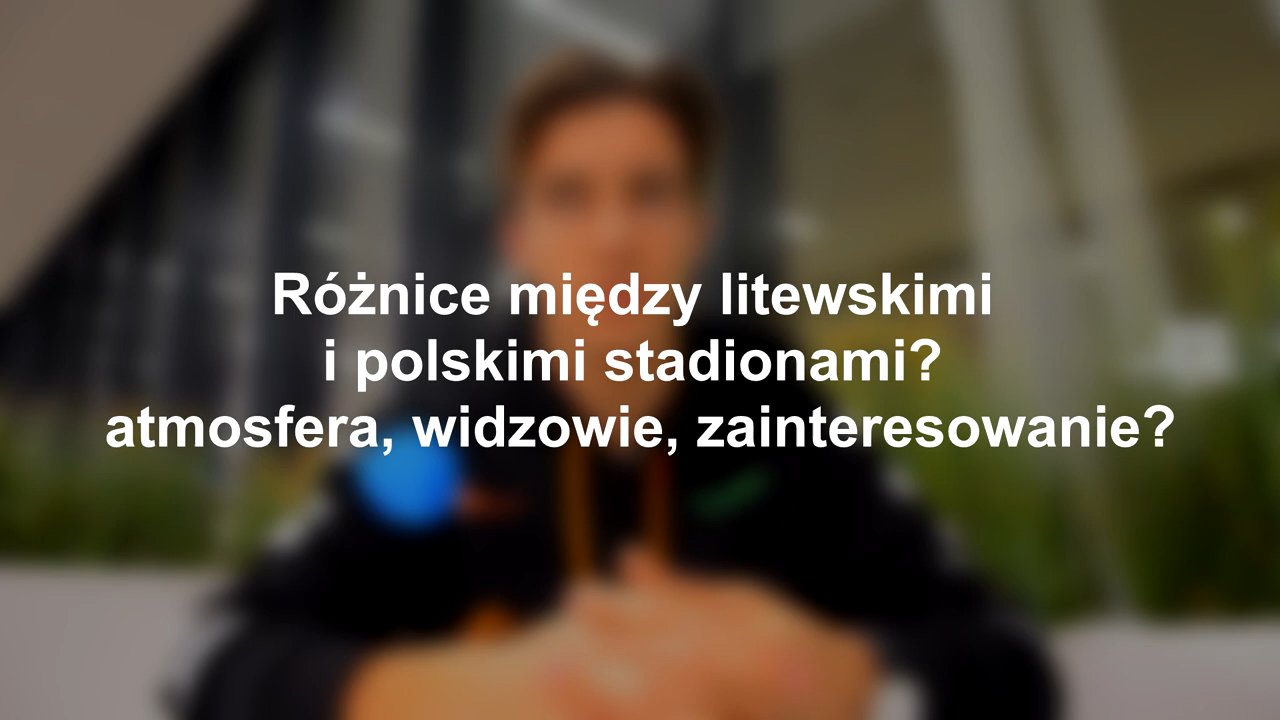 Różnice między litewskimi
i polskimi stadionami?
atmosfera, widzowie, zainteresowanie?